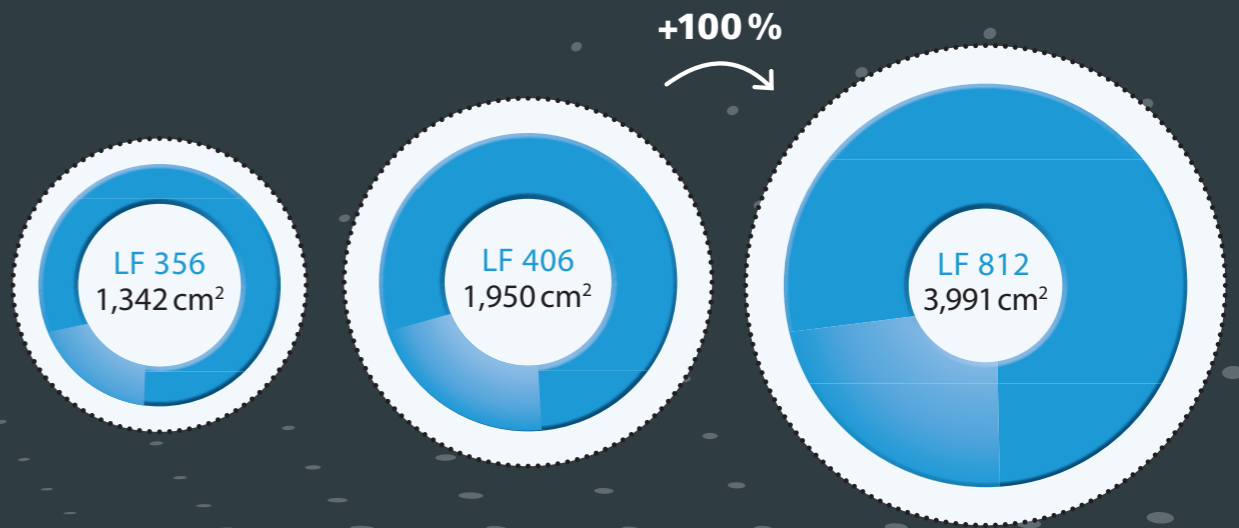 +100 %
LF 356
1,342 cm²
LF 406
1,950 cm²
LF 812
3,991 cm²